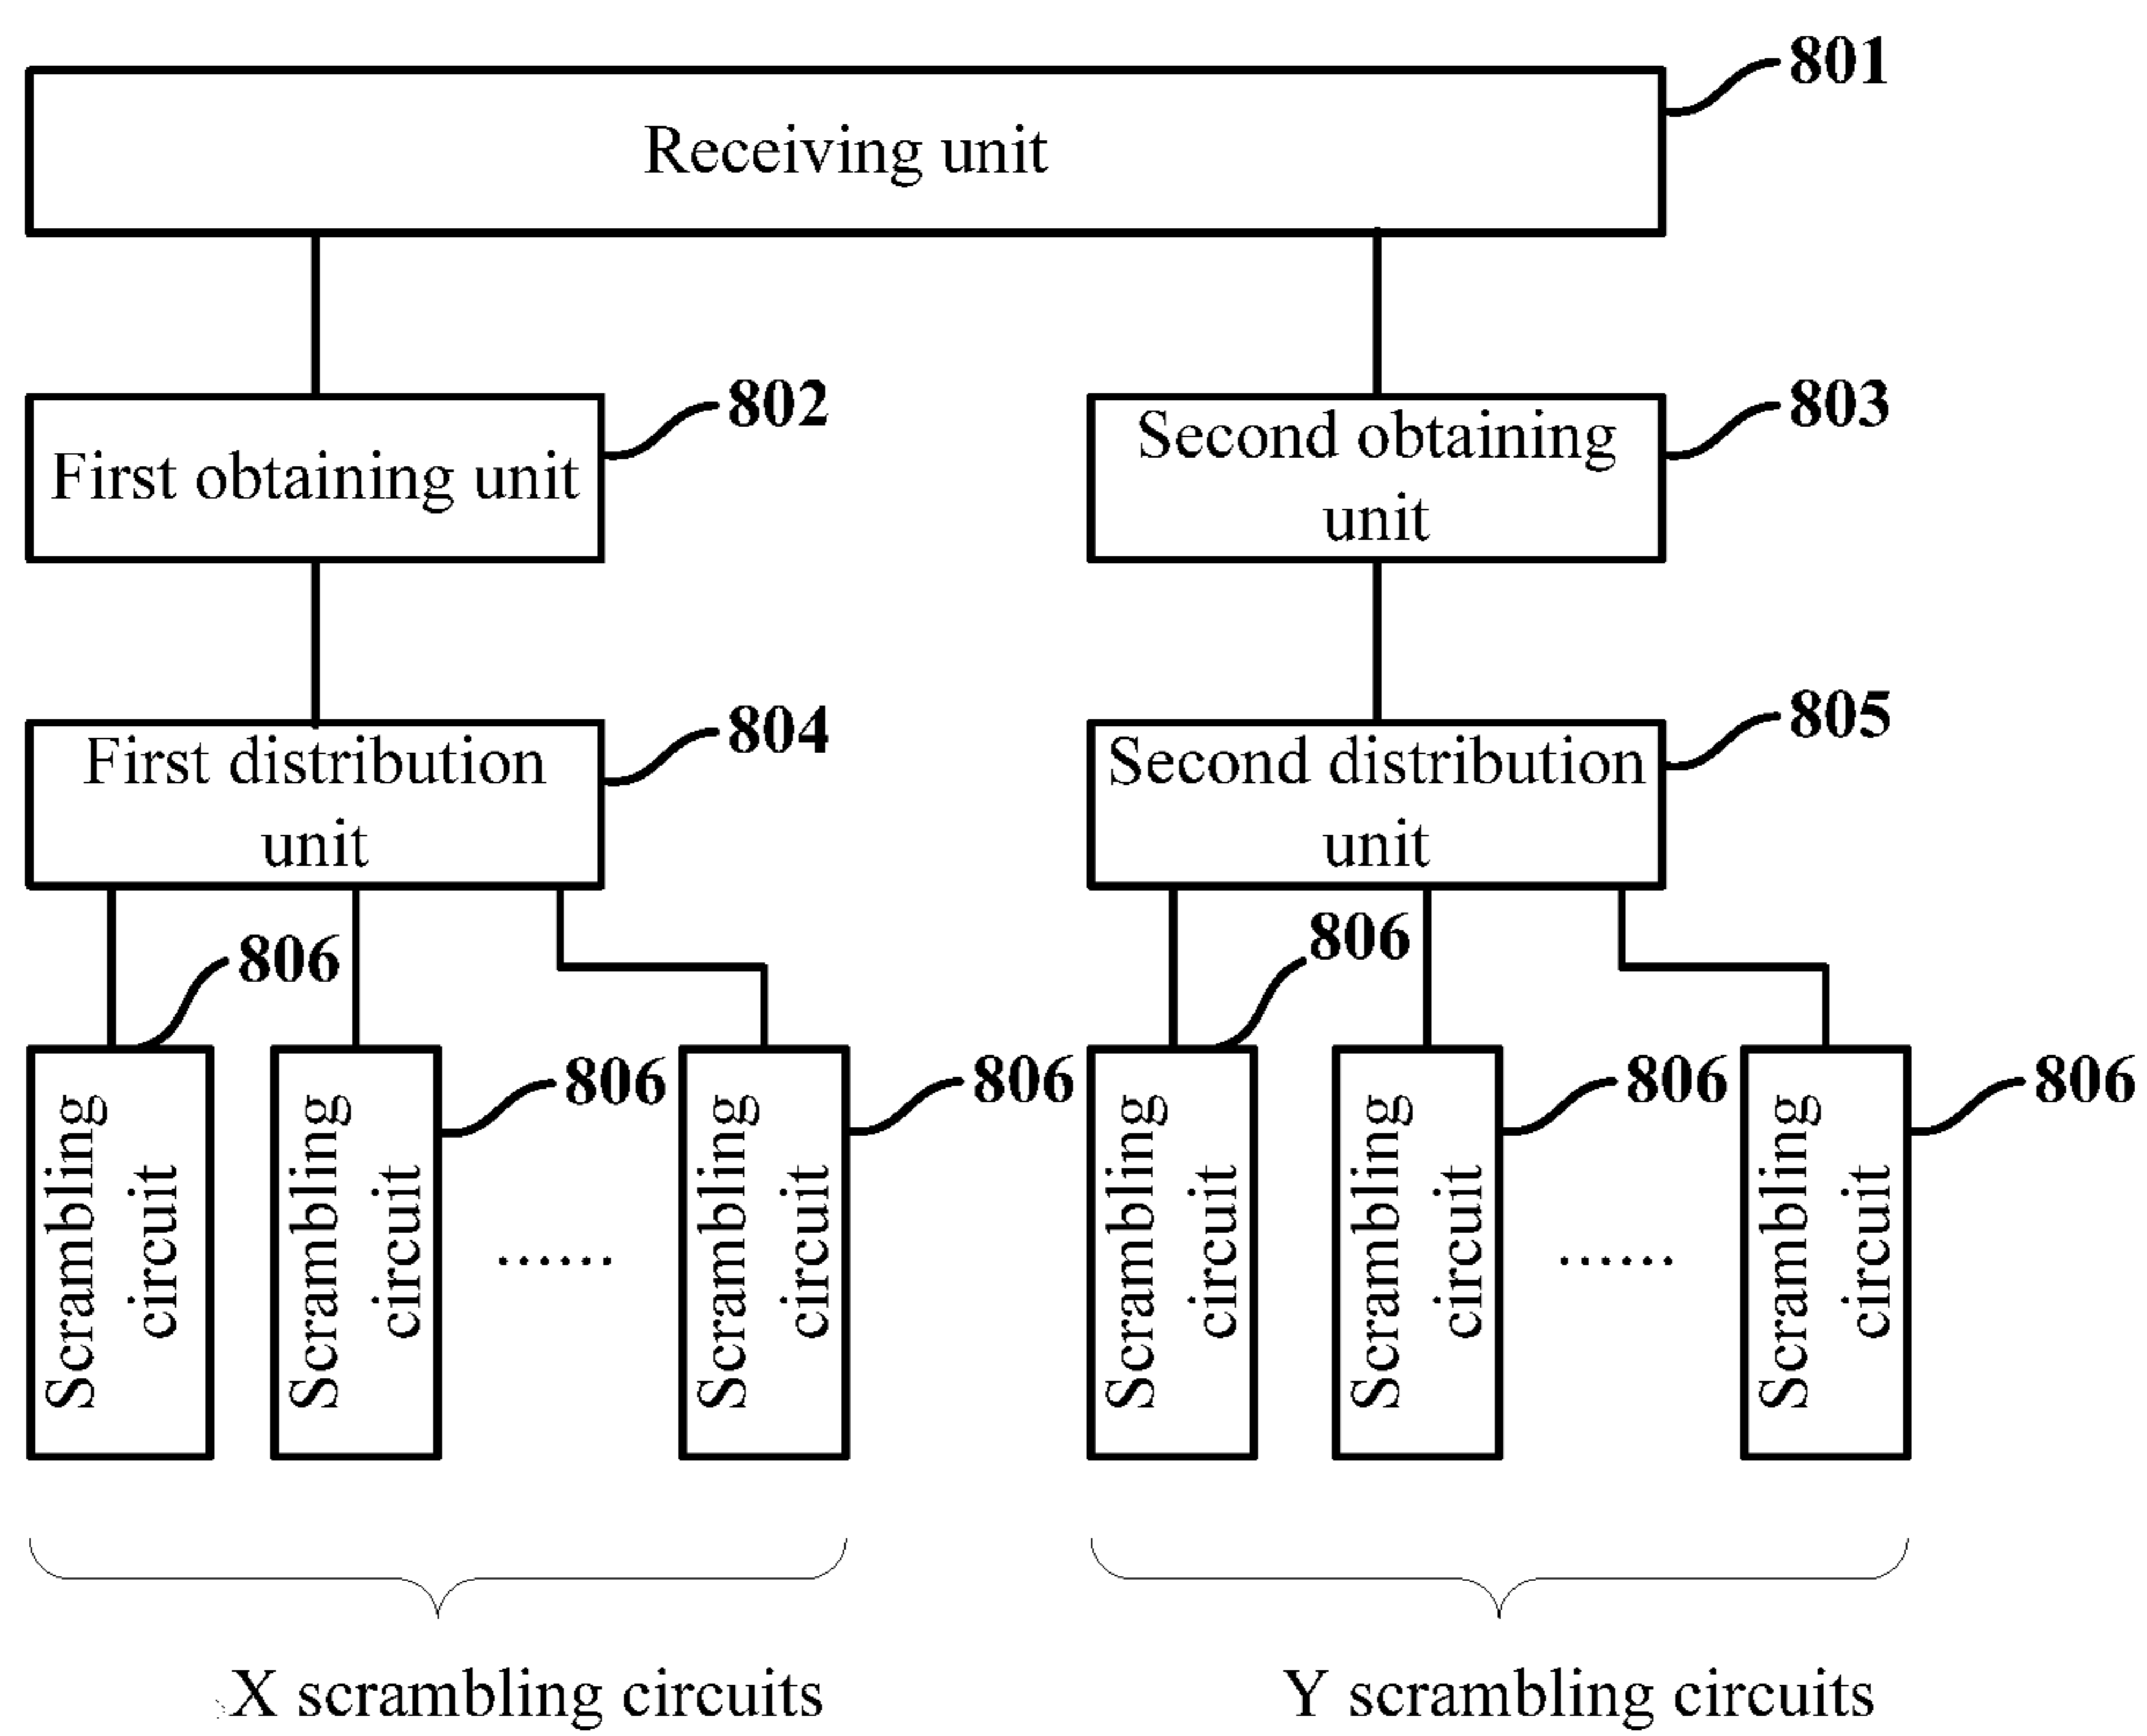 801
Receiving unit
802
First obtaining unit
803
Second obtaining
unit
804
First distribution
unit
805
Second distribution
unit
806
806
806
806
806
806
Scrambling
circuit
Scrambling
circuit
......
Scrambling
circuit
Scrambling
circuit
Scrambling
circuit
......
Scrambling
circuit
X scrambling circuits
Y scrambling circuits